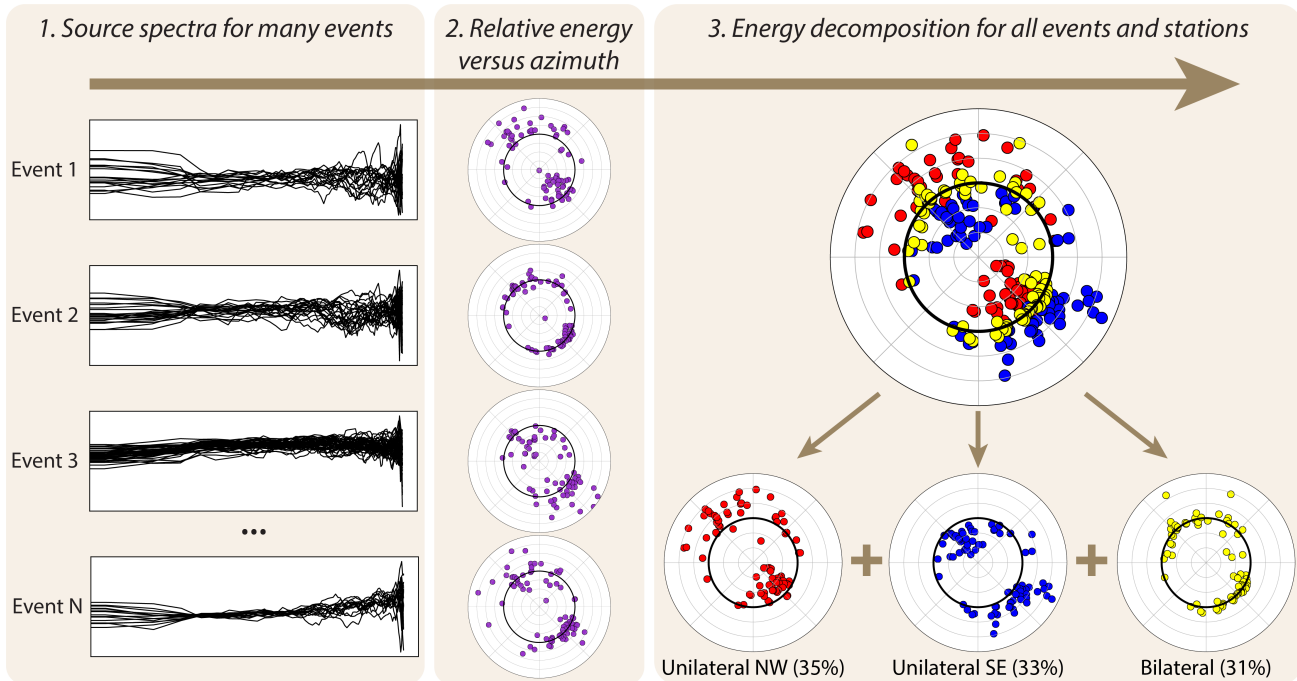 1. Source spectra for many events
2. Relative energy
versus azimuth
3. Energy decomposition for all events and stations
Event 1
Event 2
Event 3
...
Event N
+
+
Unilateral NW (35%)
Unilateral SE (33%)
Bilateral (31%)